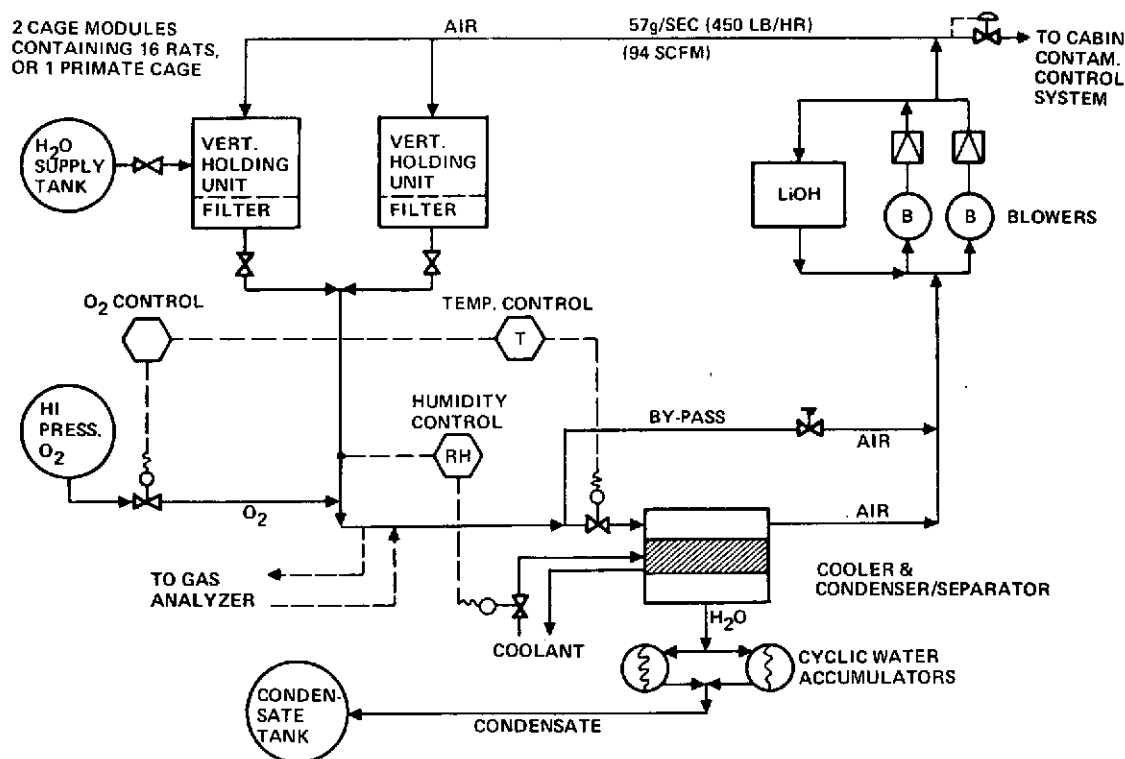 2 CAGE MODULES
CONTAINING 16 RATS,
OR 1 PRIMATE CAGE
AIR
57g/SEC (450 LB/HR)
(94 SCFM)
TO CABIN
CONTAM.
CONTROL
SYSTEM
H2O
SUPPLY
TANK
VERT.
HOLDING
UNIT
FILTER
VERT.
HOLDING
UNIT
FILTER
LiOH
B
B
BLOWERS
O2 CONTROL
TEMP. CONTROL
T
HI
PRESS.
O2
O2
HUMIDITY
CONTROL
RH
BY-PASS
AIR
AIR
TO GAS
ANALYZER
COOLANT
COOLER &
CONDENSER/SEPARATOR
H2O
CYCLIC WATER
ACCUMULATORS
CONDEN-
SATE
TANK
CONDENSATE